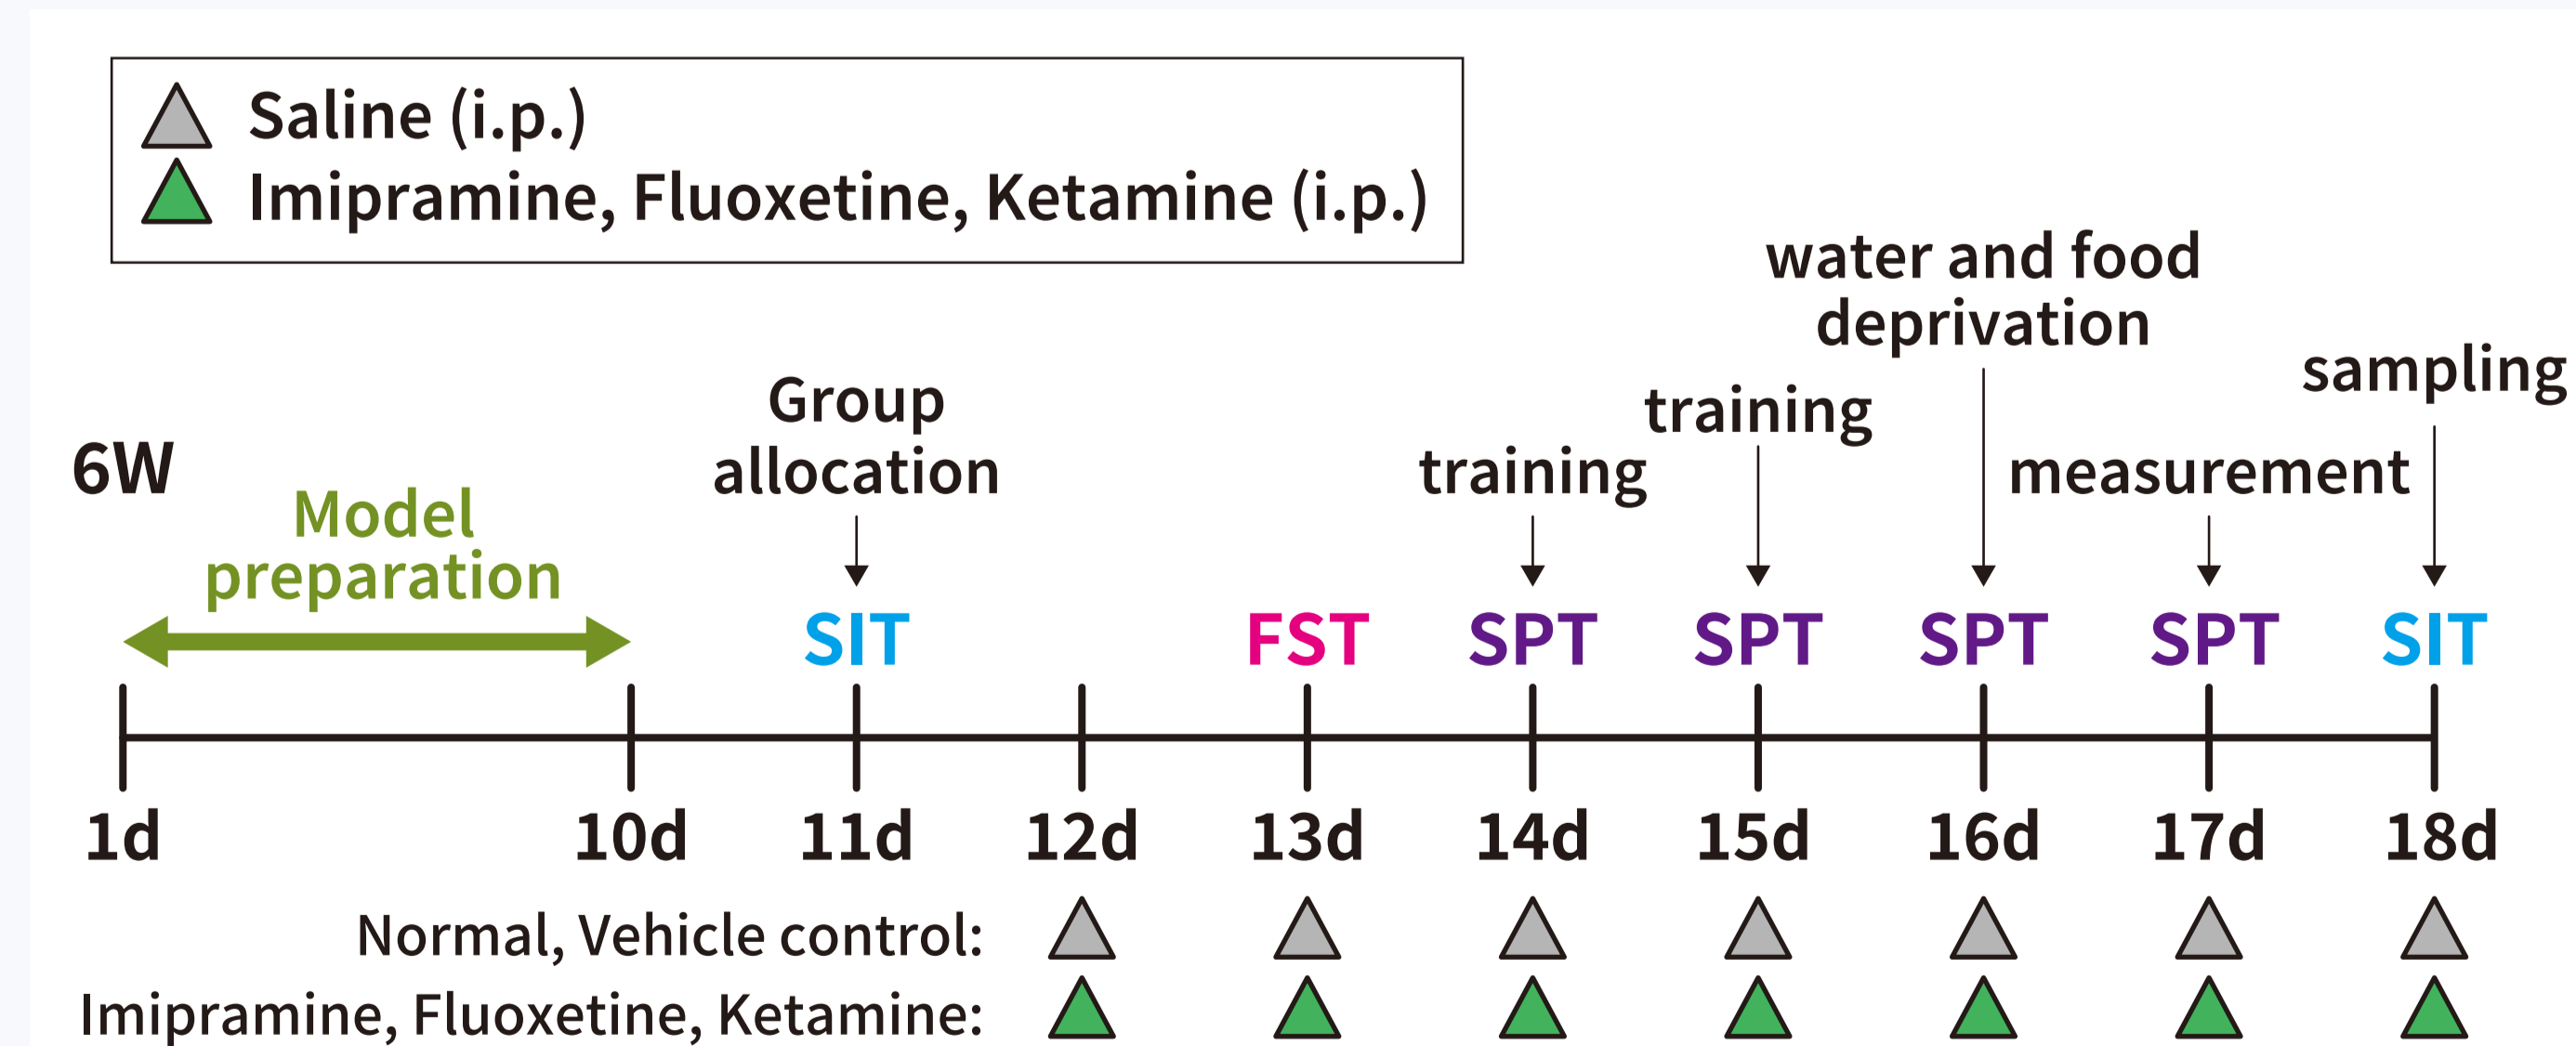 Saline (i.p.)
Imipramine, Fluoxetine, Ketamine (i.p.)
water and food
deprivation
sampling
Group
allocation
training
training
measurement
6W
Model
preparation
SIT
FST
SPT
SPT
SPT
SPT
SIT
1d
10d
11d
12d
13d
14d
15d
16d
17d
18d
Normal, Vehicle control:
Imipramine, Fluoxetine, Ketamine: